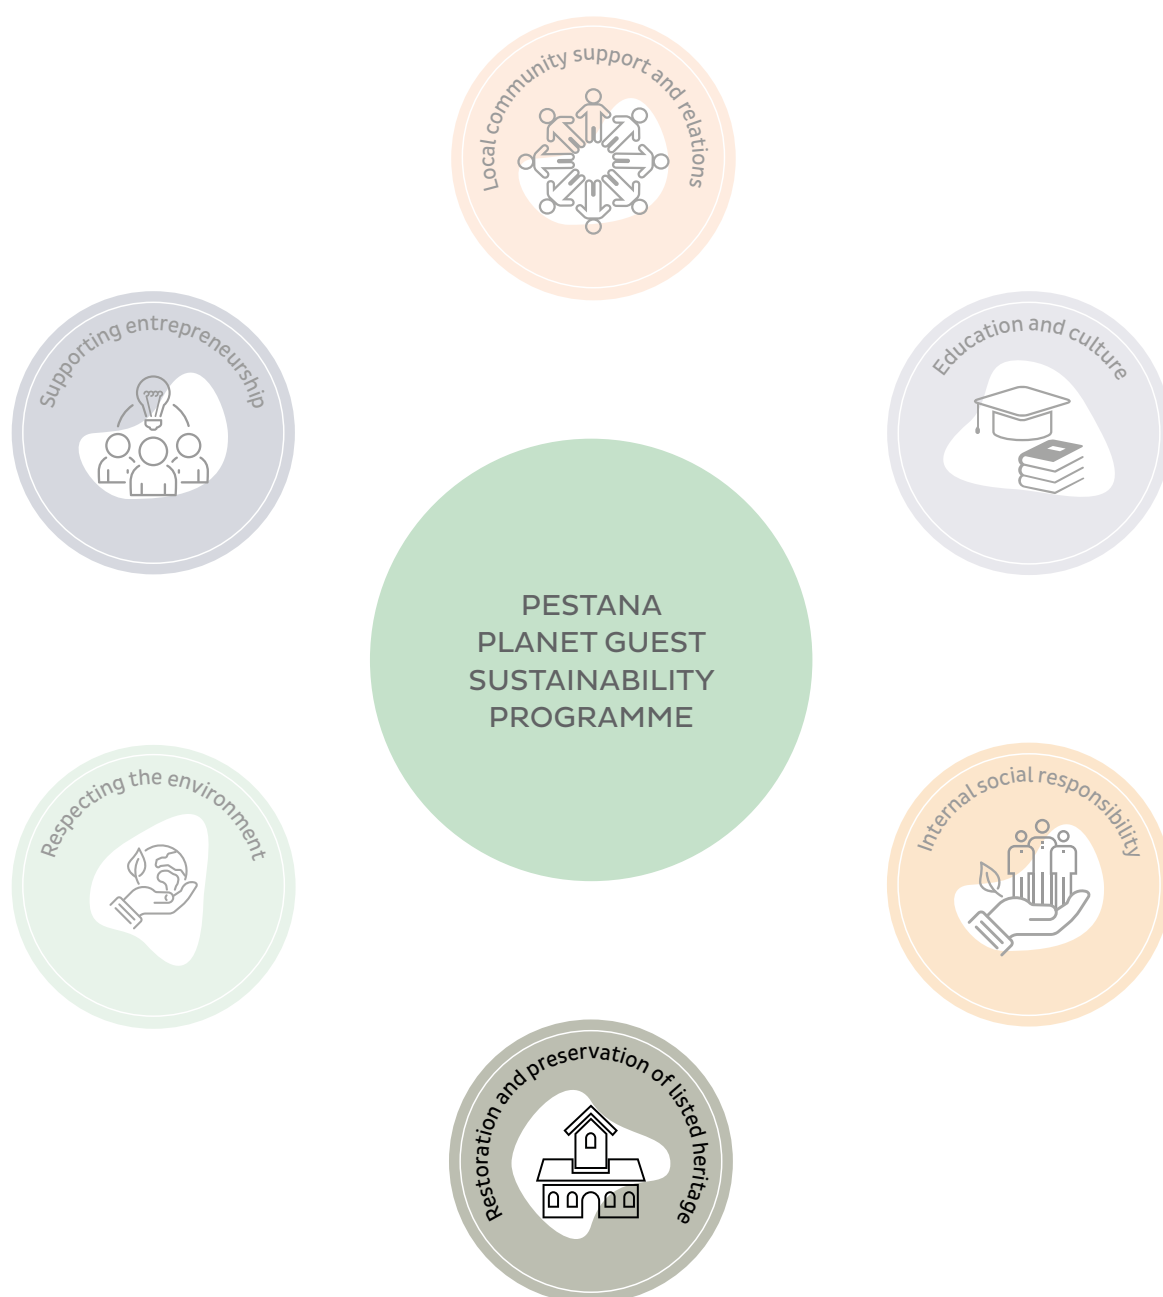 Local community support and relations
Supporting entrepreneurship
Education and culture
PESTANA
PLANET GUEST
SUSTAINABILITY
PROGRAMME
Respecting the environment
Internal social responsibility
Restoration and preservation of listed heritage